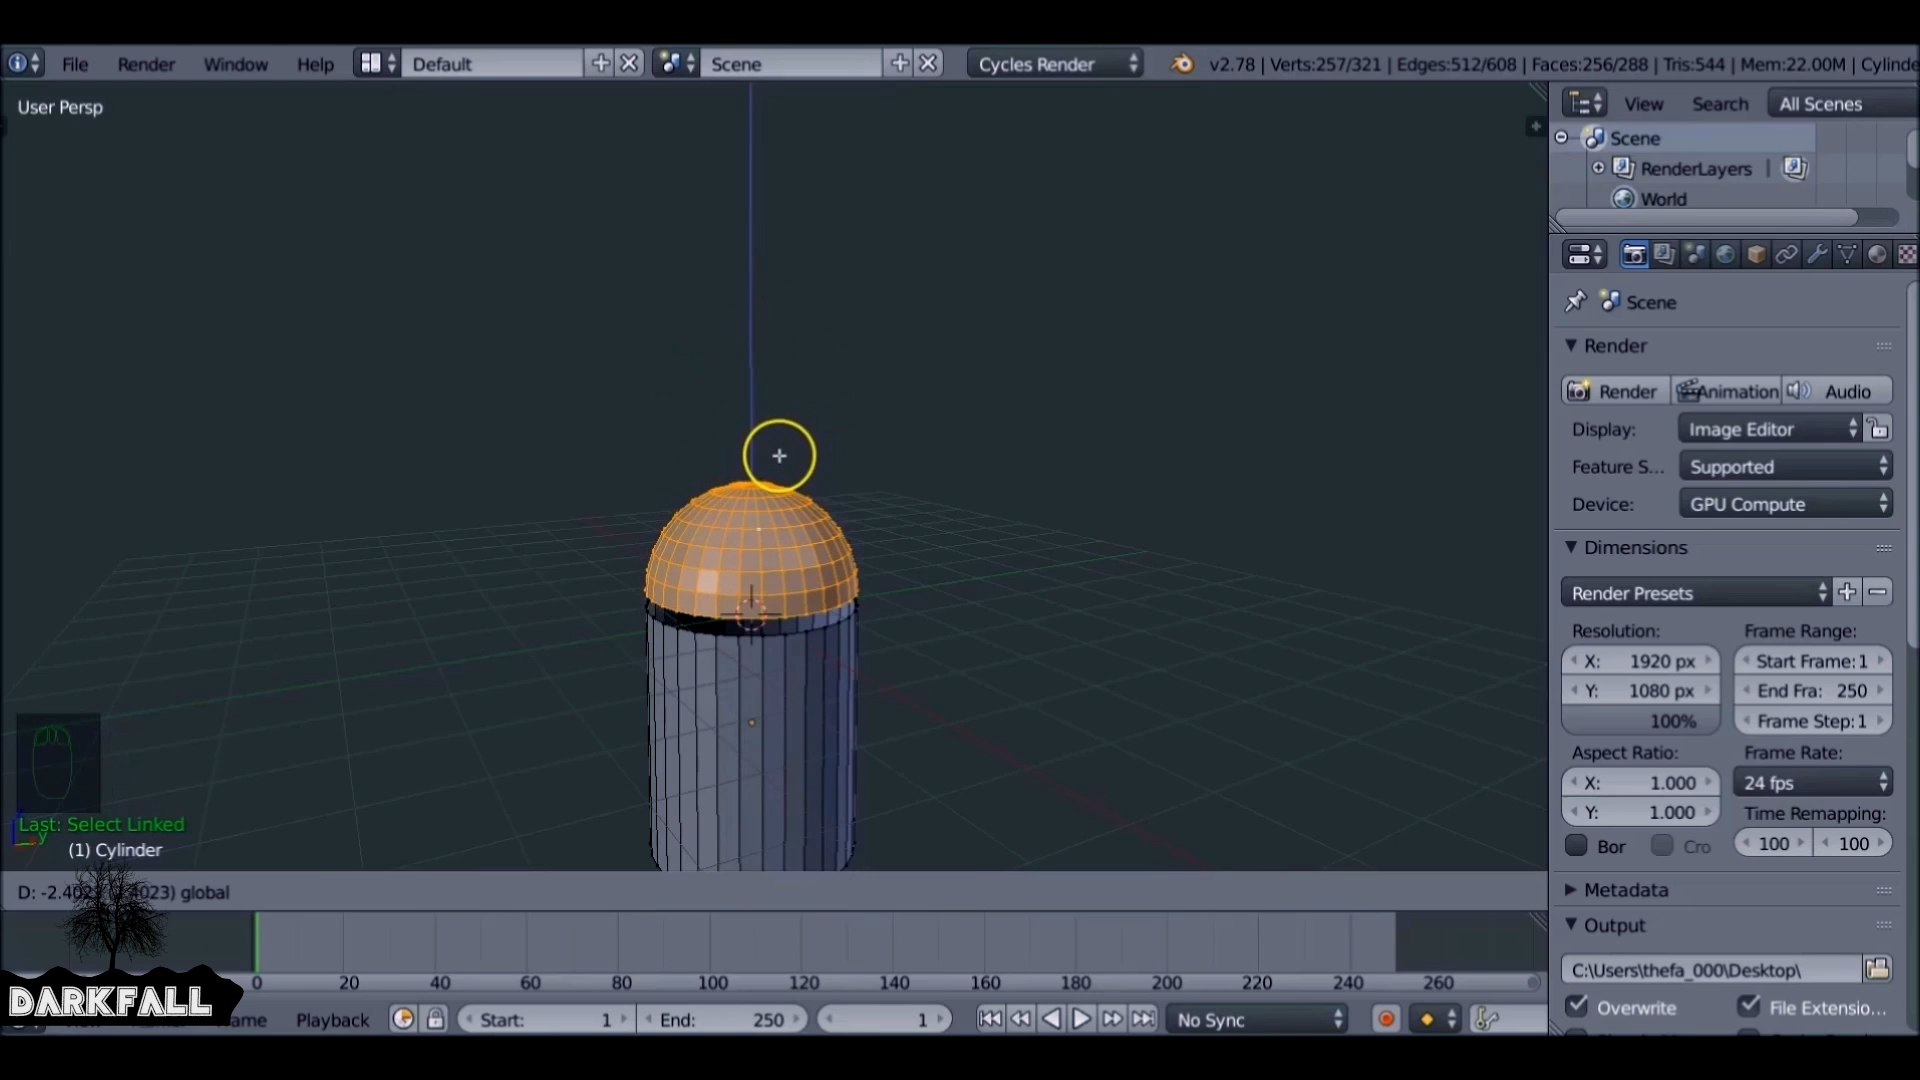 File Render Window Help Default Scene Cycles Render v2.78 | Verts:257/321 | Edges:512/608 | Faces:256/288 | Tris:544 | Mem:22.00M | Cylinde
User Persp
View Search All Scenes
Scene
RenderLayers
World
Scene
Render
Render Animation Audio
Display: Image Editor
Feature S... Supported
Device: GPU Compute
Dimensions
Render Presets
Resolution: Frame Range:
X: 1920 px Start Frame: 1
Y: 1080 px End Fra: 250
100% Frame Step: 1
Aspect Ratio: Frame Rate:
X: 1.000 24 fps
Y: 1.000 Time Remapping:
Bor Cro 100 100
Metadata
Output
C:\Users\thefa_000\Desktop\
Overwrite File Extensio...
Last: Select Linked
(1) Cylinder
global
0 20 40 60 80 100 120 140 160 180 200 220 240 260
DARKFALL
Playback Start: 1 End: 250 1 No Sync